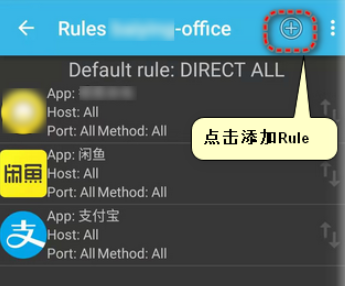 Rules -office
Default rule: DIRECT ALL
App:
Host: All
Port: All Method: All
点击添加Rule
闲鱼
App: 闲鱼
Host: All
Port: All Method: All
支
App: 支付宝
Host: All
Port: All Method: All